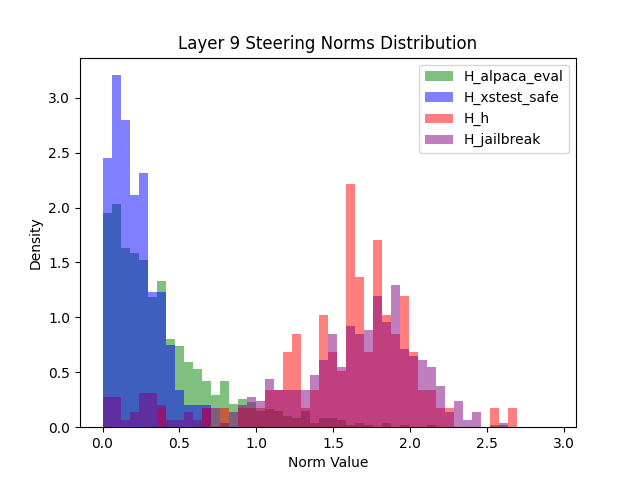 Layer 9 Steering Norms Distribution
H_alpaca_eval
H_xstest_safe
H_h
H_jailbreak
Density
3.0
2.5
2.0
1.5
1.0
0.5
0.0
0.0 0.5 1.0 1.5 2.0 2.5 3.0
Norm Value